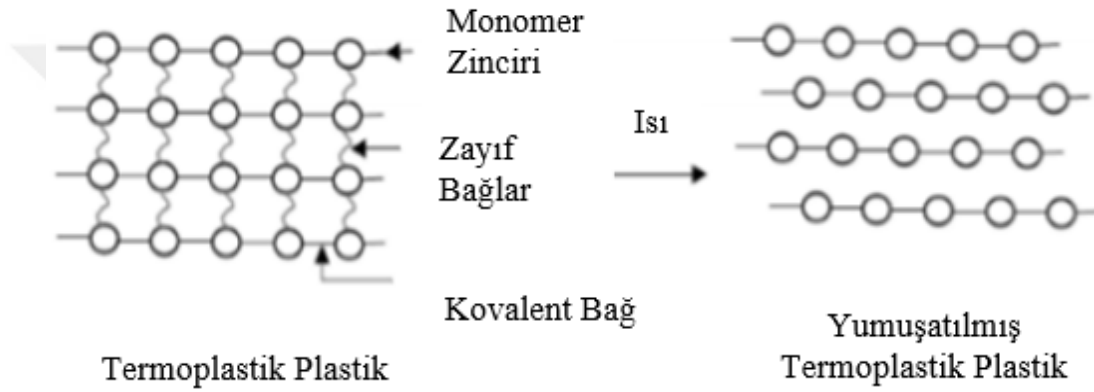 Monomer
Zinciri
Zayıf
Bağlar
Kovalent Bağ
Termoplastik Plastik
Isı
Yumuşatılmış
Termoplastik Plastik